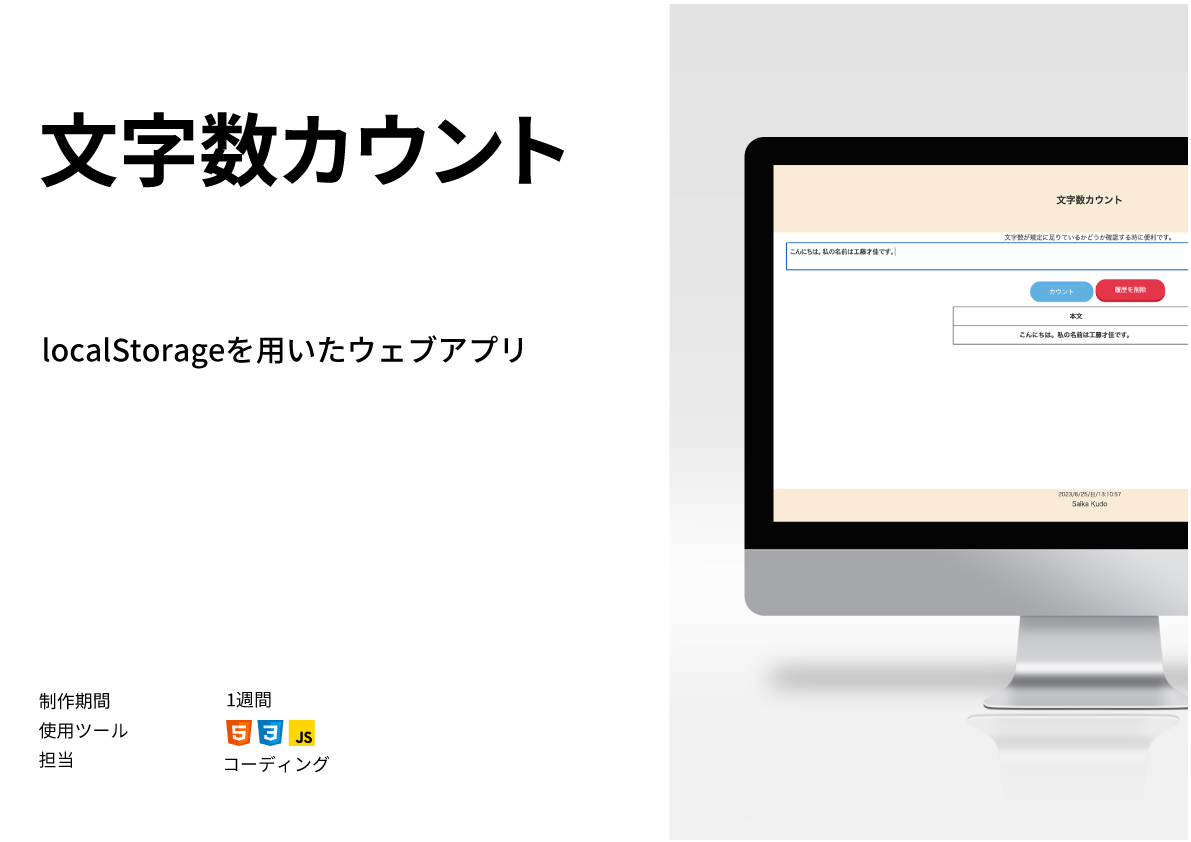 文字数カウント
localStorageを用いたウェブアプリ
制作期間 1週間
使用ツール 5 3 JS
担当 コーディング
文字数カウント
文字数が規定に足りているかどうか確認する時に便利です。
こんにちは。私の名前は工藤才佳です。
カウント 履歴を削除
本文
こんにちは。私の名前は工藤才佳です。
2023/6/25/日/13:10:57
Saika Kudo